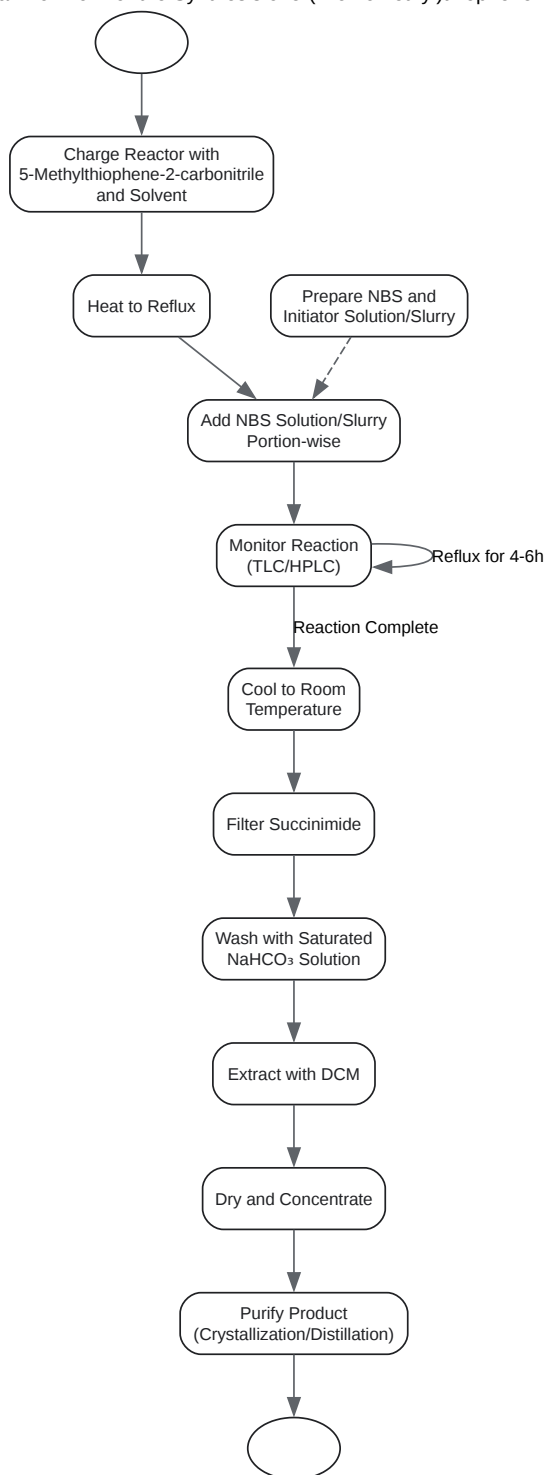 Charge Reactor with
5-Methylthiophene-2-carbonitrile
and Solvent
Heat to Reflux
Prepare NBS and
Initiator Solution/Slurry
Add NBS Solution/Slurry
Portion-wise
Monitor Reaction
(TLC/HPLC)
Reflux for 4-6h
Reaction Complete
Cool to Room
Temperature
Filter Succinimide
Wash with Saturated
NaHCO₃ Solution
Extract with DCM
Dry and Concentrate
Purify Product
(Crystallization/Distillation)